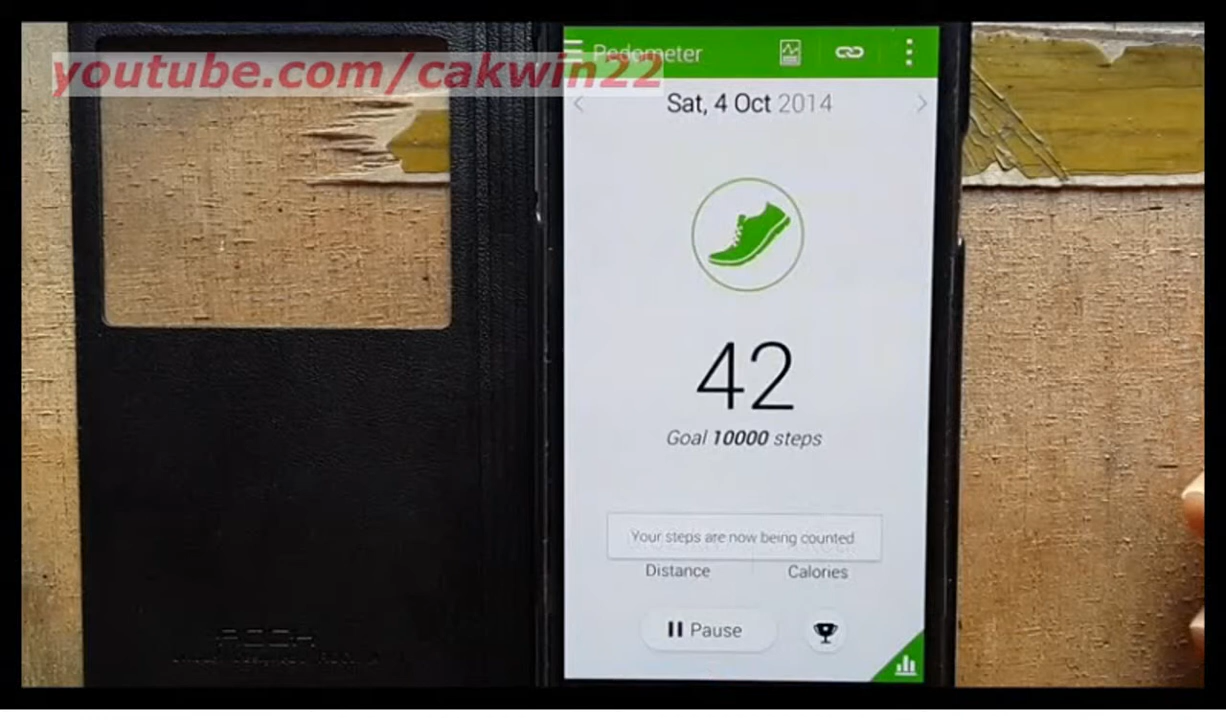 youtube.com/cakwin22
Pedometer
Sat, 4 Oct 2014
42
Goal 10000 steps
Your steps are now being counted
Distance Calories
Pause